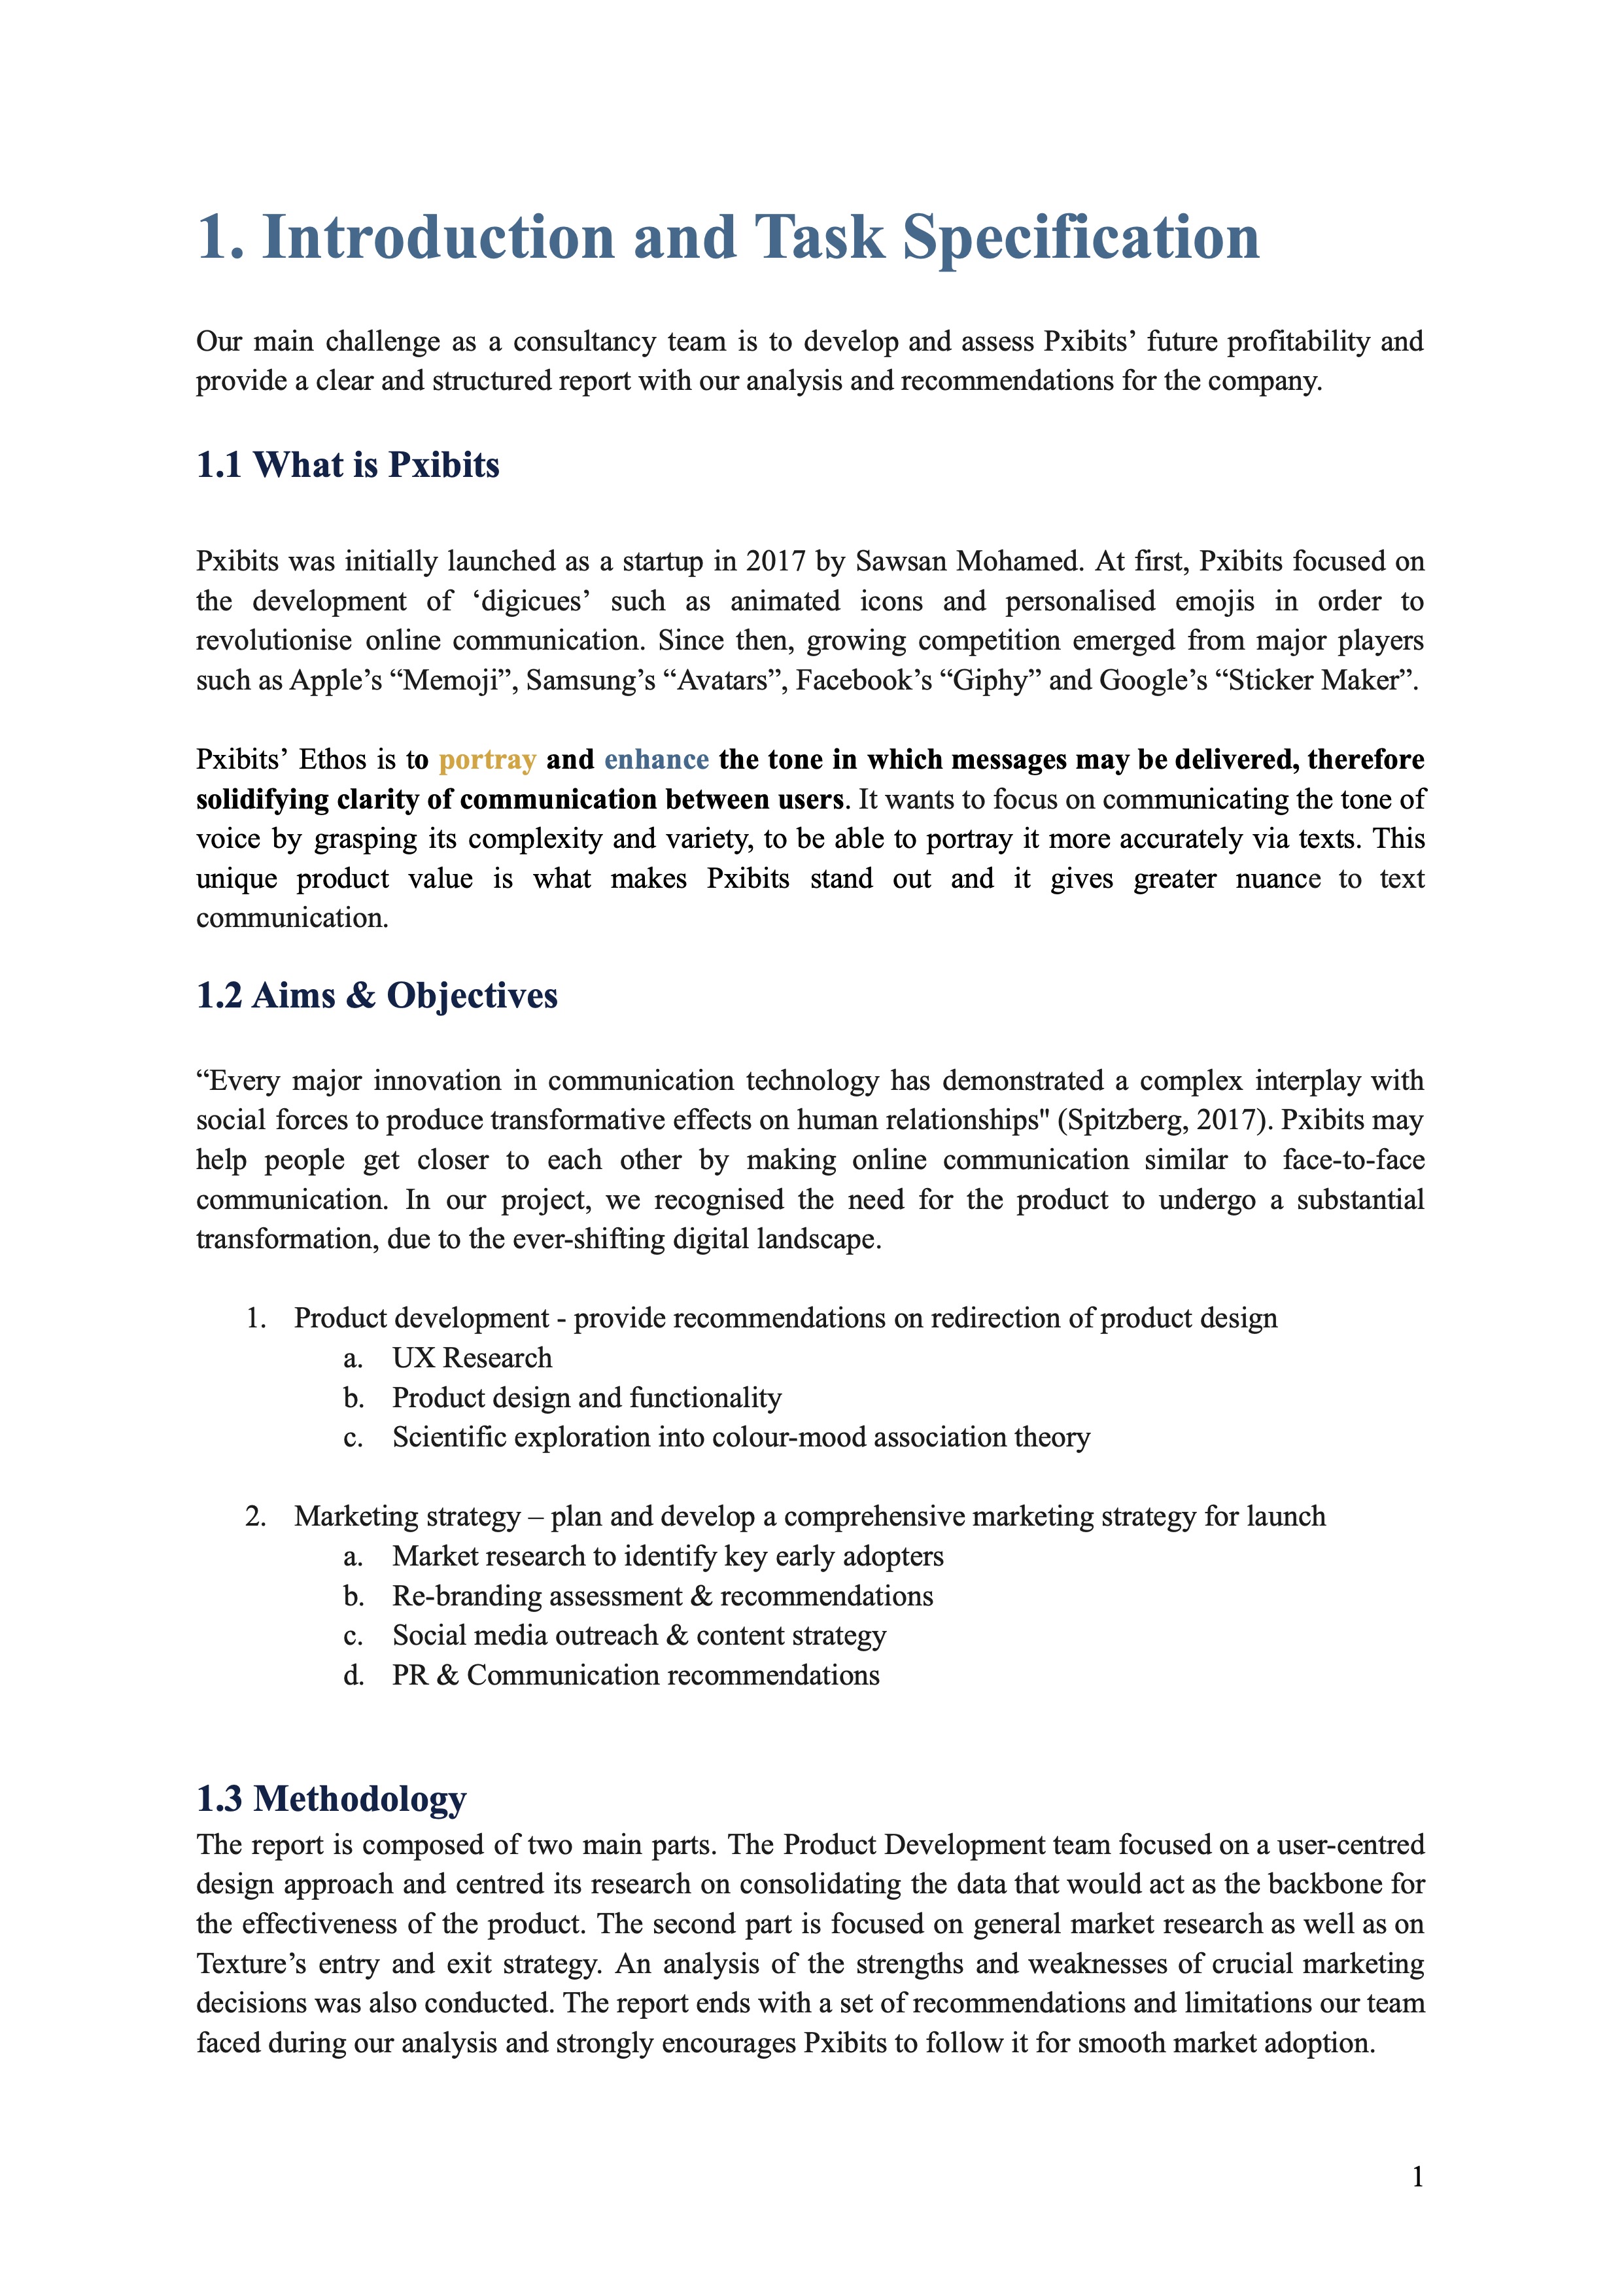 1. Introduction and Task Specification
Our main challenge as a consultancy team is to develop and assess Pxibits’ future profitability and
provide a clear and structured report with our analysis and recommendations for the company.
1.1 What is Pxibits
Pxibits was initially launched as a startup in 2017 by Sawsan Mohamed. At first, Pxibits focused on
the development of ‘digicues’ such as animated icons and personalised emojis in order to
revolutionise online communication. Since then, growing competition emerged from major players
such as Apple’s “Memoji”, Samsung’s “Avatars”, Facebook’s “Giphy” and Google’s “Sticker Maker”.
Pxibits’ Ethos is to portray and enhance the tone in which messages may be delivered, therefore
solidifying clarity of communication between users. It wants to focus on communicating the tone of
voice by grasping its complexity and variety, to be able to portray it more accurately via texts. This
unique product value is what makes Pxibits stand out and it gives greater nuance to text
communication.
1.2 Aims & Objectives
“Every major innovation in communication technology has demonstrated a complex interplay with
social forces to produce transformative effects on human relationships" (Spitzberg, 2017). Pxibits may
help people get closer to each other by making online communication similar to face-to-face
communication. In our project, we recognised the need for the product to undergo a substantial
transformation, due to the ever-shifting digital landscape.
1. Product development - provide recommendations on redirection of product design
a. UX Research
b. Product design and functionality
c. Scientific exploration into colour-mood association theory
2. Marketing strategy – plan and develop a comprehensive marketing strategy for launch
a. Market research to identify key early adopters
b. Re-branding assessment & recommendations
c. Social media outreach & content strategy
d. PR & Communication recommendations
1.3 Methodology
The report is composed of two main parts. The Product Development team focused on a user-centred
design approach and centred its research on consolidating the data that would act as the backbone for
the effectiveness of the product. The second part is focused on general market research as well as on
Texture’s entry and exit strategy. An analysis of the strengths and weaknesses of crucial marketing
decisions was also conducted. The report ends with a set of recommendations and limitations our team
faced during our analysis and strongly encourages Pxibits to follow it for smooth market adoption.
1